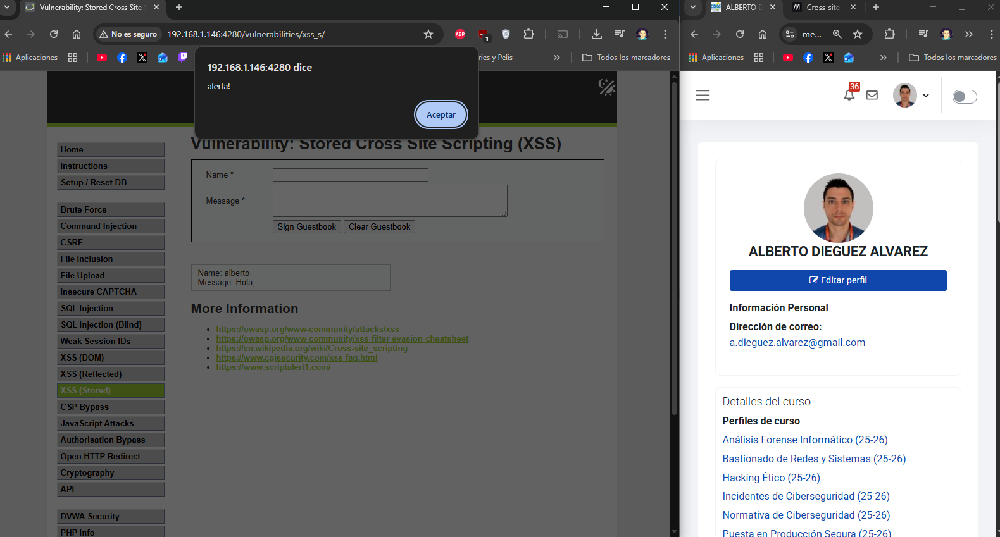 Vulnerability: Stored Cross Site
No es seguro
192.168.1.146:4280/vulnerabilities/xss_s/
ABP
1
Aplicaciones
ries y Pelis
Todos los marcadores
192.168.1.146:4280 dice
alerta!
Aceptar
Vulnerability: Stored Cross Site Scripting (XSS)
Home
Instructions
Setup / Reset DB
Brute Force
Command Injection
CSRF
File Inclusion
File Upload
Insecure CAPTCHA
SQL Injection
SQL Injection (Blind)
Weak Session IDs
XSS (DOM)
XSS (Reflected)
XSS (Stored)
CSP Bypass
JavaScript Attacks
Authorisation Bypass
Open HTTP Redirect
Cryptography
API
DVWA Security
PHP Info
Name *
Message *
Sign Guestbook
Clear Guestbook
Name: alberto
Message: Hola,
More Information
https://owasp.org/www-community/attacks/xss
https://owasp.org/www-community/xss-filter-evasion-cheatsheet
https://en.wikipedia.org/wiki/Cross-site_scripting
https://www.cgisecurity.com/xss-faq.html
https://www.scriptalert1.com/
ALBERTO D
Cross-site
me...
Aplicaciones
Todos los marcadores
36
ALBERTO DIEGUEZ ALVAREZ
Editar perfil
Información Personal
Dirección de correo:
a.dieguez.alvarez@gmail.com
Detalles del curso
Perfiles de curso
Análisis Forense Informático (25-26)
Bastionado de Redes y Sistemas (25-26)
Hacking Ético (25-26)
Incidentes de Ciberseguridad (25-26)
Normativa de Ciberseguridad (25-26)
Puesta en Producción Segura (25-26)